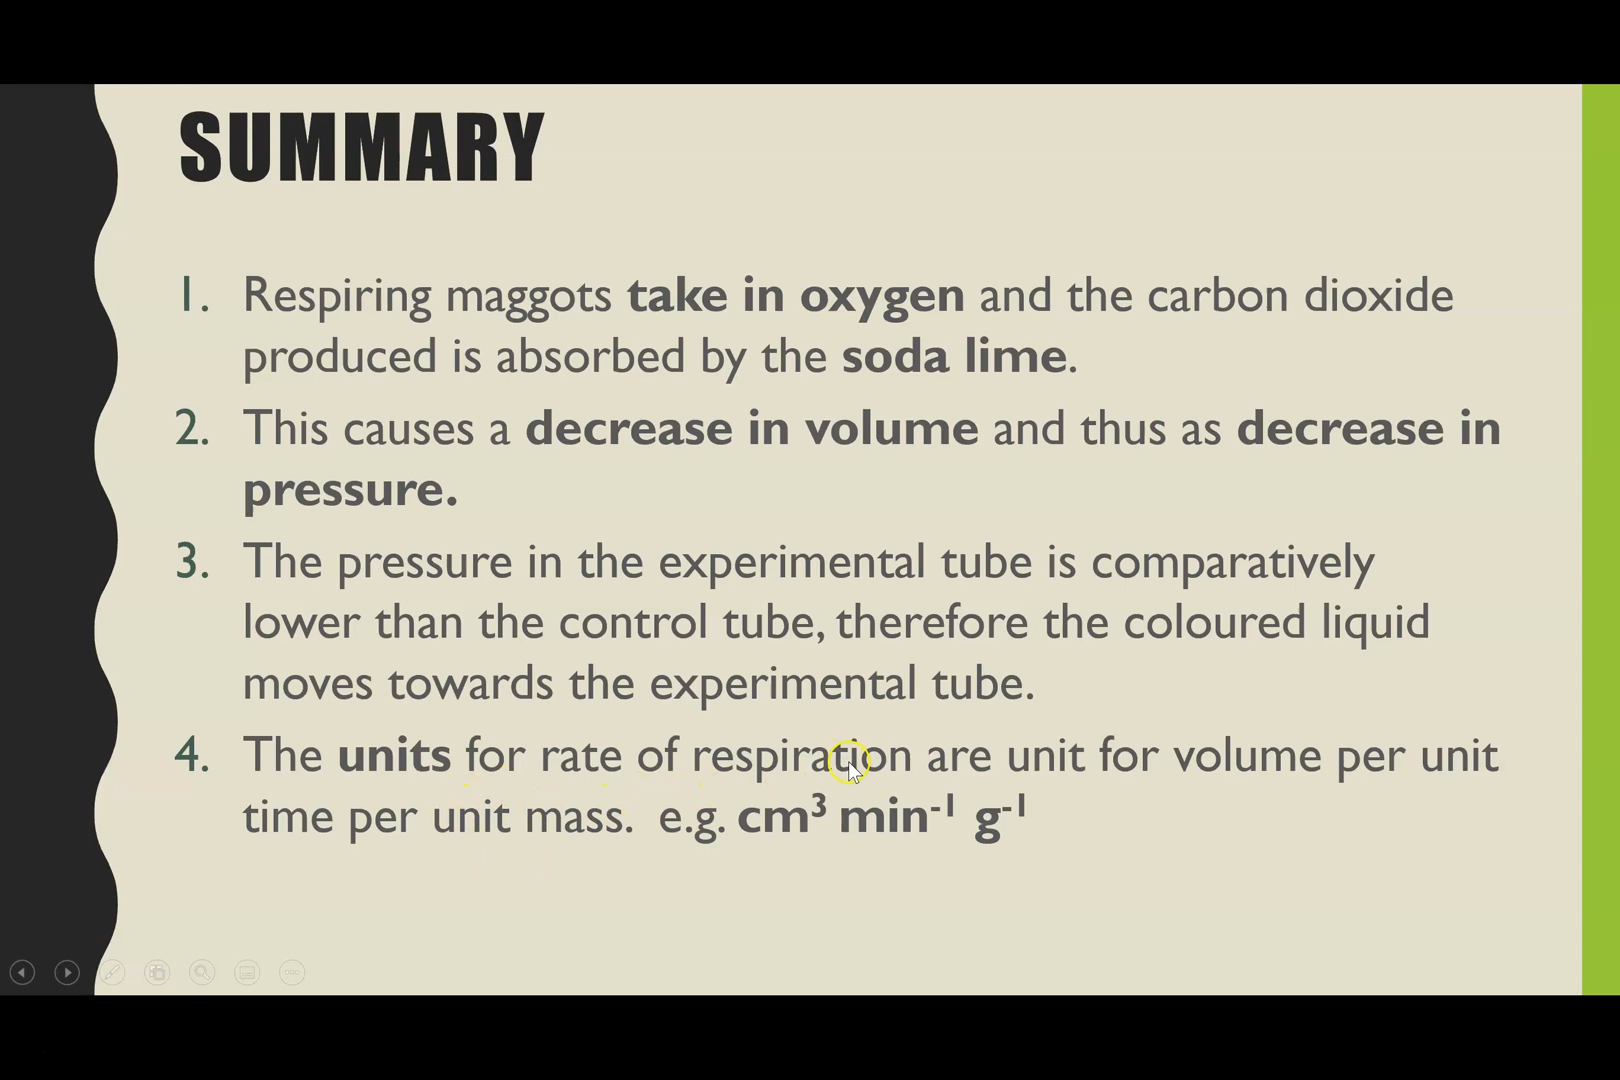 SUMMARY
1. Respiring maggots take in oxygen and the carbon dioxide
produced is absorbed by the soda lime.
2. This causes a decrease in volume and thus as decrease in
pressure.
3. The pressure in the experimental tube is comparatively
lower than the control tube, therefore the coloured liquid
moves towards the experimental tube.
4. The units for rate of respiration are unit for volume per unit
time per unit mass. e.g. cm³ min⁻¹ g⁻¹